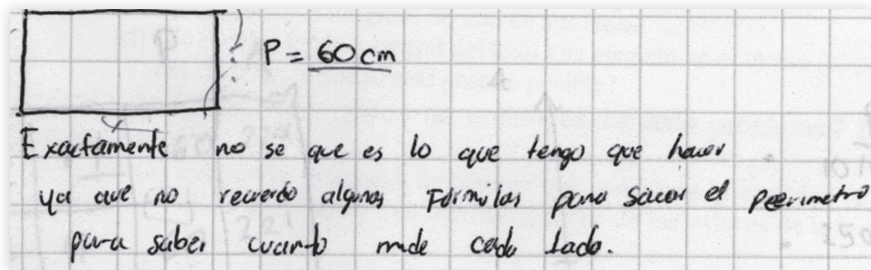 P = 60 cm
Exactamente no se que es lo que tengo que hacer
ya que no recuerdo algunas Formulas para sacar el Peerimetro
para saber cuanto mide cada lado.